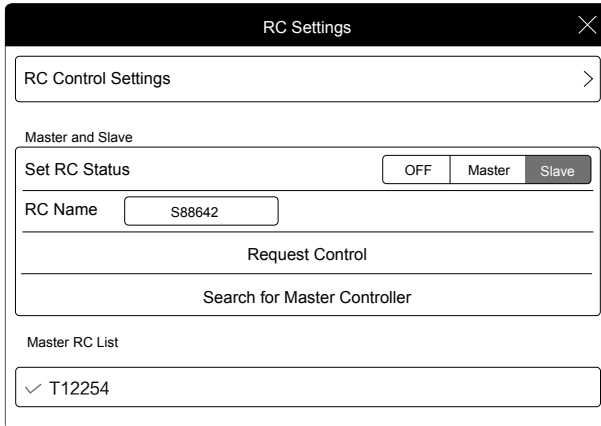 RC Settings
RC Control Settings
Master and Slave
Set RC Status OFF Master Slave
RC Name S88642
Request Control
Search for Master Controller
Master RC List
T12254